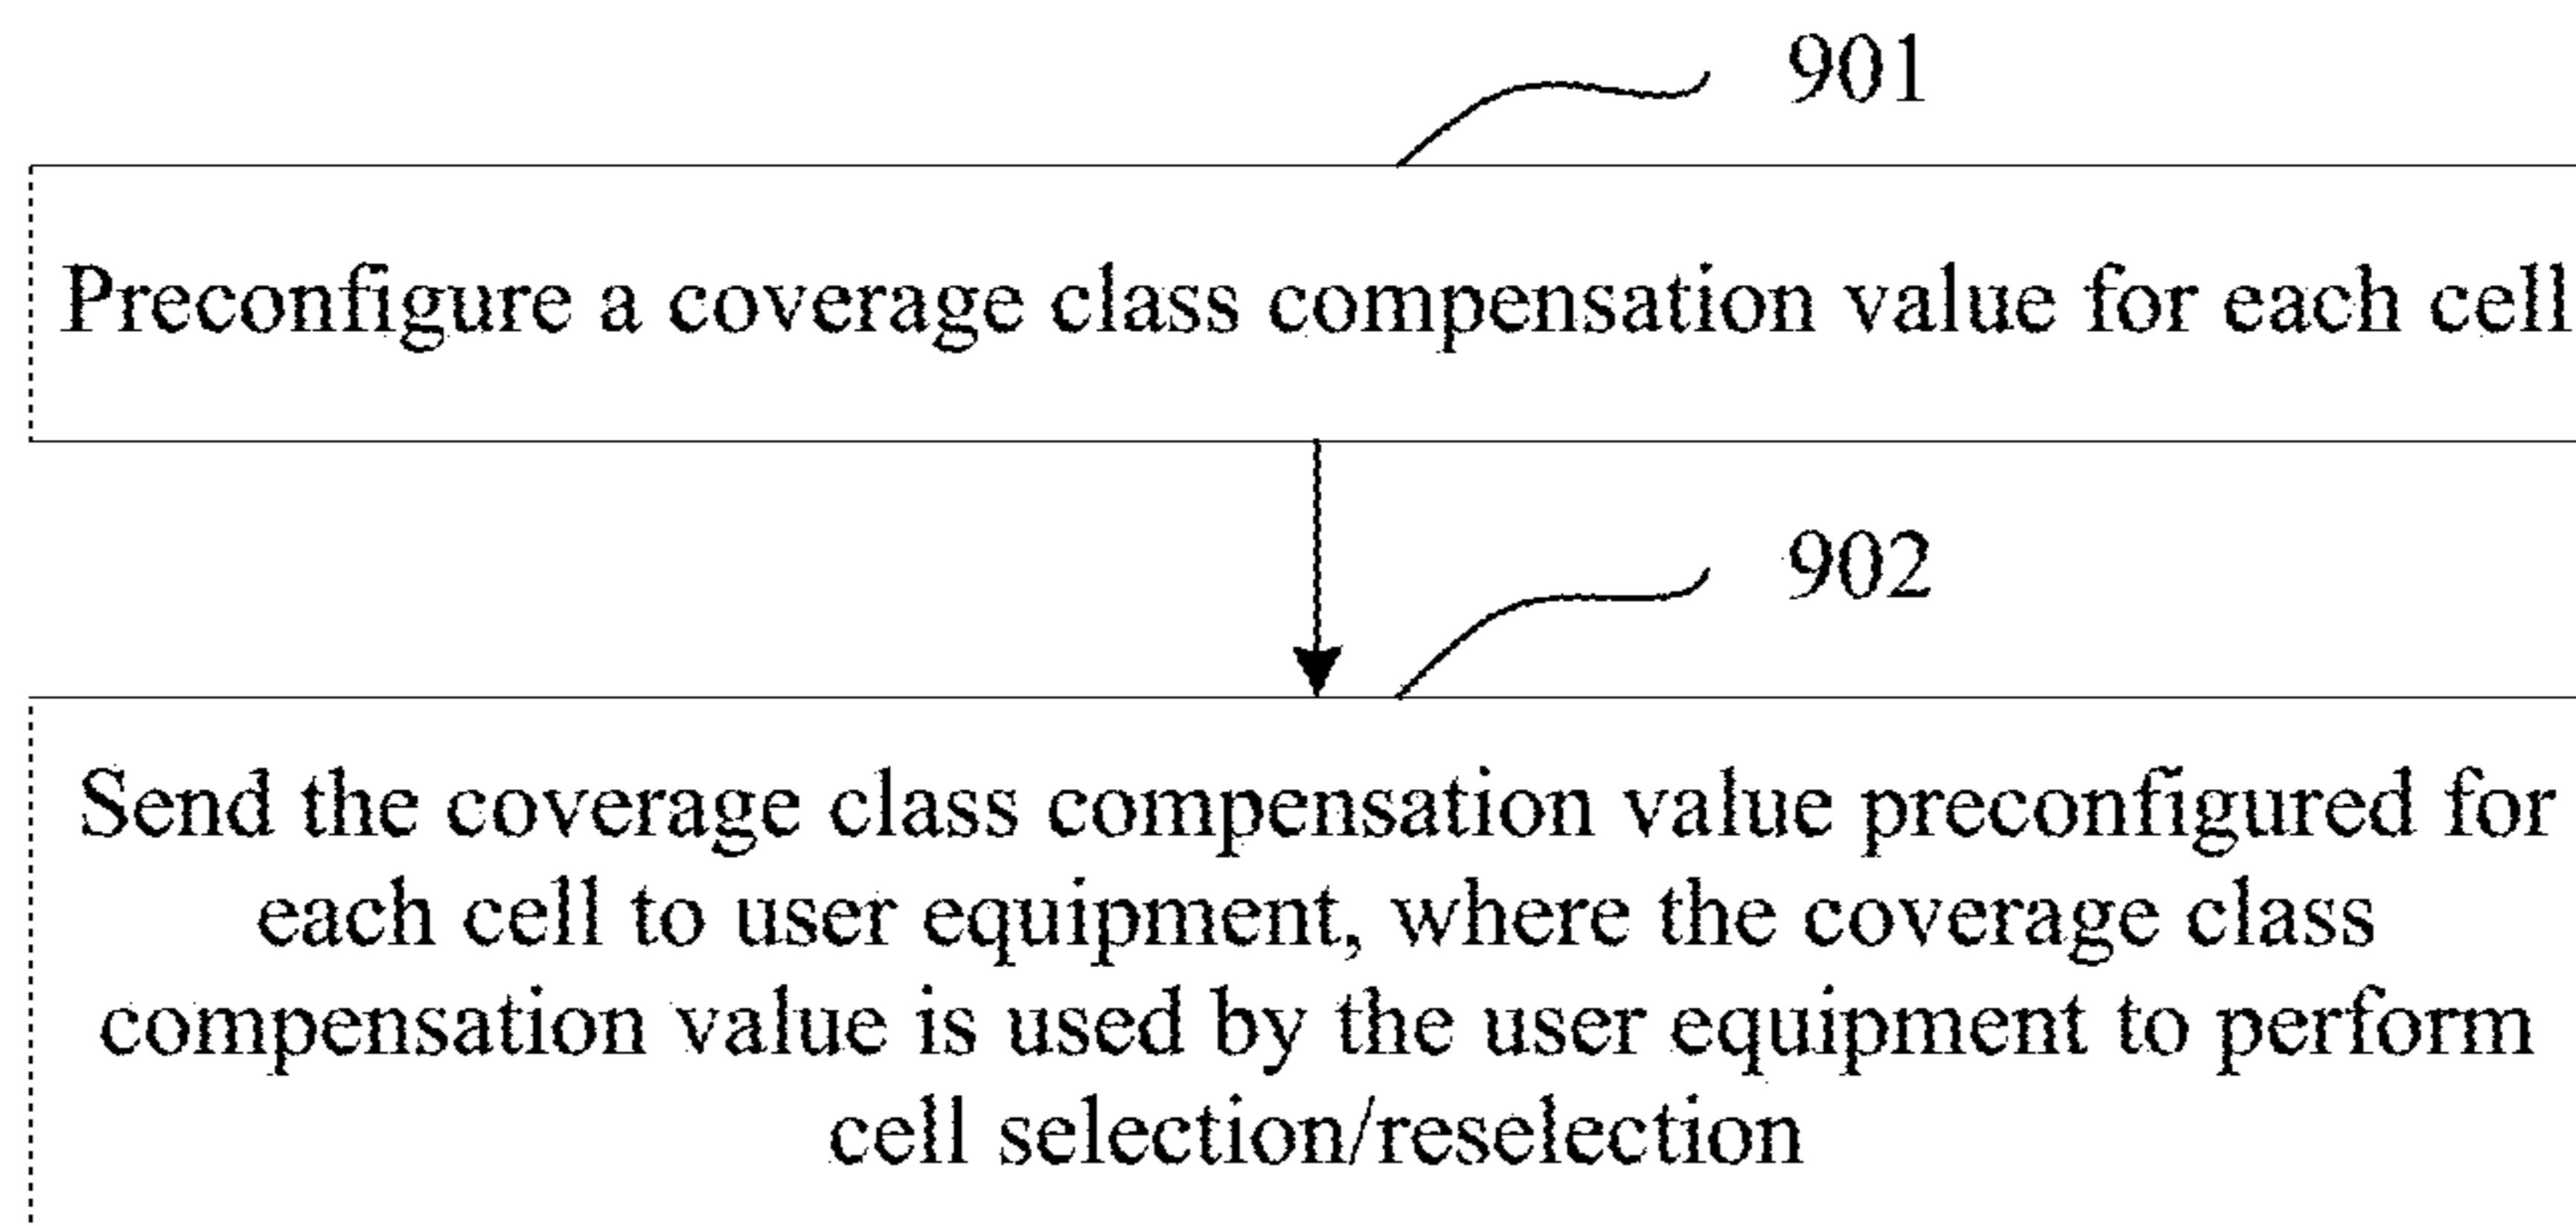 901
Preconfigure a coverage class compensation value for each cell
902
Send the coverage class compensation value preconfigured for
each cell to user equipment, where the coverage class
compensation value is used by the user equipment to perform
cell selection/reselection